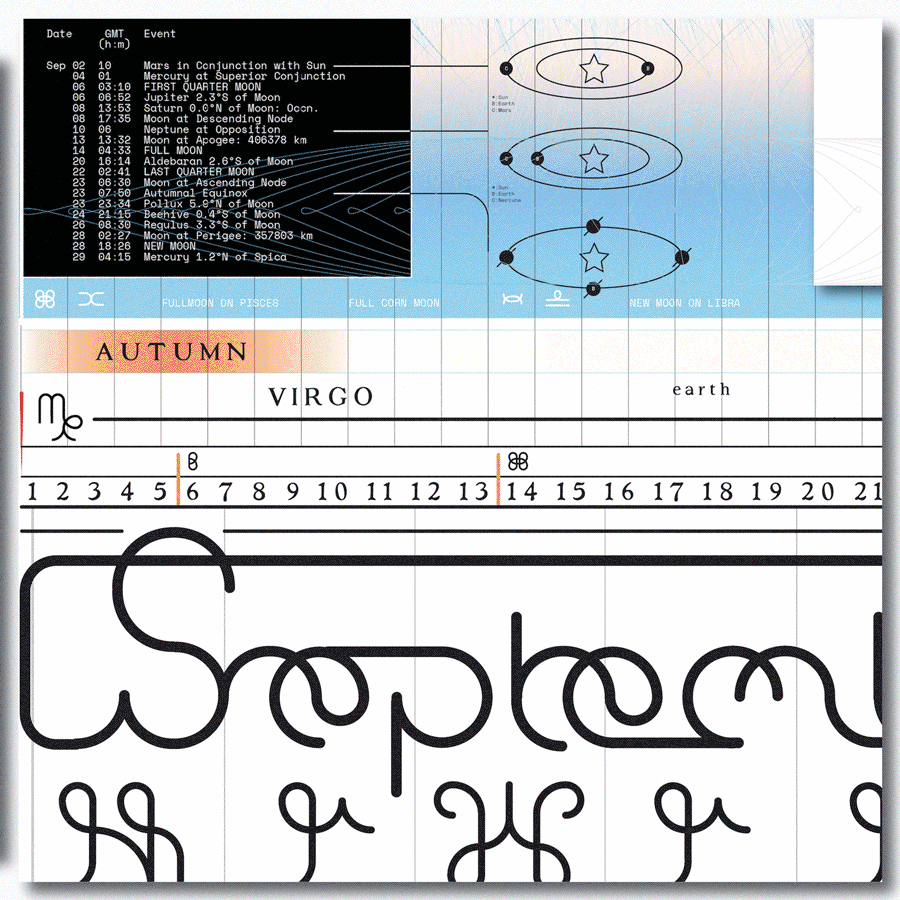 Date GMT Event
(h:m)
Sep 02 10 Mars in Conjunction with Sun
04 01 Mercury at Superior Conjunction
06 03:10 FIRST QUARTER MOON
06 06:52 Jupiter 2.3°S of Moon
08 13:53 Saturn 0.0°N of Moon: Occn.
08 17:35 Moon at Descending Node
10 06 Neptune at Opposition
13 13:32 Moon at Apogee: 406378 km
14 04:33 FULL MOON
20 16:14 Aldebaran 2.6°S of Moon
22 02:41 LAST QUARTER MOON
23 06:30 Moon at Ascending Node
23 07:50 Autumnal Equinox
23 23:34 Pollux 5.9°N of Moon
24 21:15 Beehive 0.4°S of Moon
26 08:30 Regulus 3.3°S of Moon
28 02:27 Moon at Perigee: 357803 km
28 18:26 NEW MOON
29 04:15 Mercury 1.2°N of Spica
C B
*:Sun
B:Earth
C:Mars
*:Sun
B:Earth
C:Neptune
B
FULLMOON ON PISCES FULL CORN MOON NEW MOON ON LIBRA
AUTUMN
VIRGO earth
1 2 3 4 5 6 7 8 9 10 11 12 13 14 15 16 17 18 19 20 21